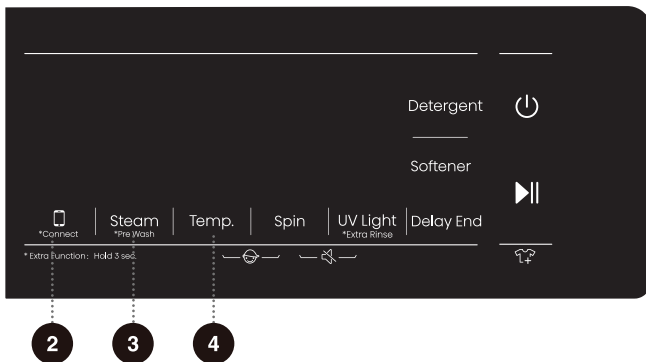 Detergent
Softener
Steam Temp. Spin UV Light Delay End
*Connect *Pre Wash *Extra Rinse
* Extra Function: Hold 3 sec.
2 3 4